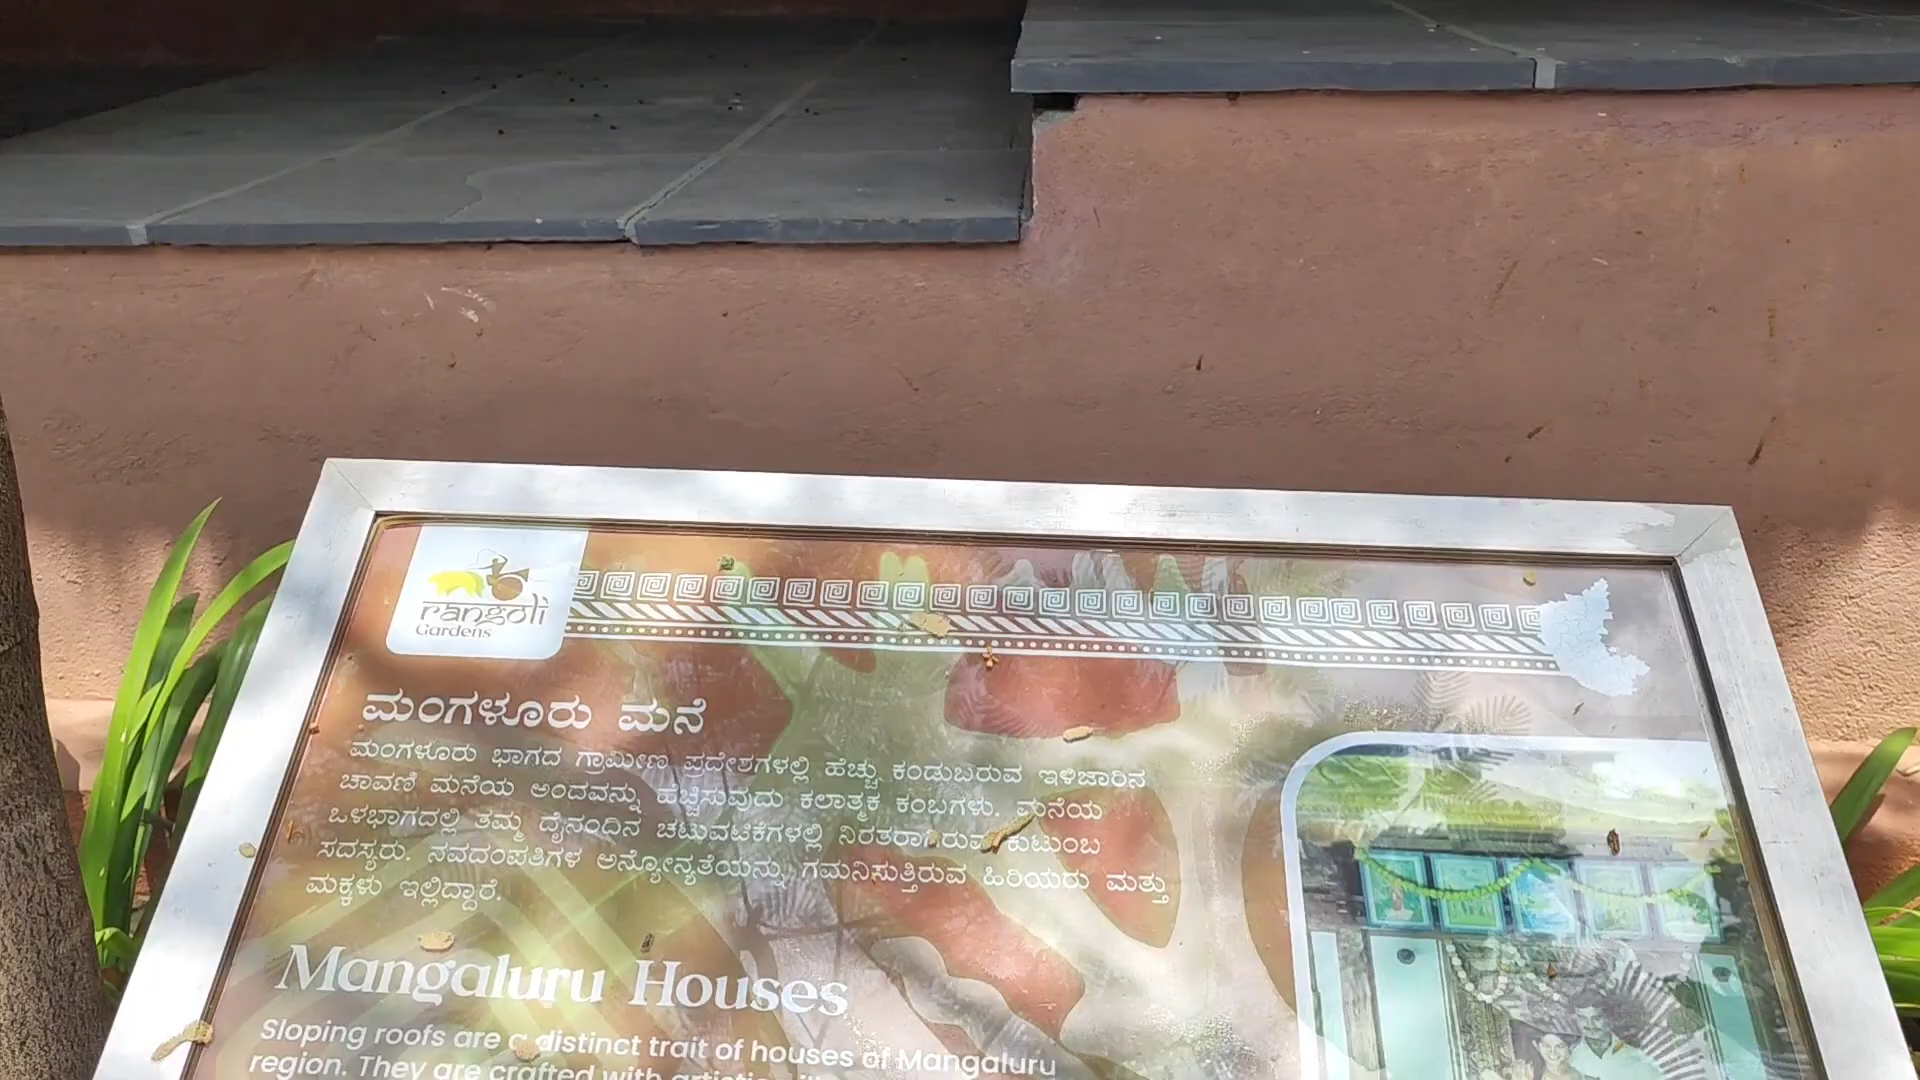 rangoli
Gardens
ಮಂಗಳೂರು ಮನೆ
ಮಂಗಳೂರು ಭಾಗದ ಗ್ರಾಮೀಣ ಪ್ರದೇಶಗಳಲ್ಲಿ ಹೆಚ್ಚು ಕಂಡುಬರುವ ಇಳಿಜಾರಿನ
ಚಾವಣಿ ಮನೆಯ ಅಂದವನ್ನು ಹೆಚ್ಚಿಸುವುದು ಕಲಾತ್ಮಕ ಕಂಬಗಳು. ಮನೆಯ
ಒಳಭಾಗದಲ್ಲಿ ತಮ್ಮ ದೈನಂದಿನ ಚಟುವಟಿಕೆಗಳಲ್ಲಿ ನಿರತರಾಗಿರುವ ಕುಟುಂಬ
ಸದಸ್ಯರು. ನವದಂಪತಿಗಳ ಅನ್ಯೋನ್ಯತೆಯನ್ನು ಗಮನಿಸುತ್ತಿರುವ ಹಿರಿಯರು ಮತ್ತು
ಮಕ್ಕಳು ಇಲ್ಲಿದ್ದಾರೆ.
Mangaluru Houses
Sloping roofs are a distinct trait of houses of Mangaluru
region. They are crafted with